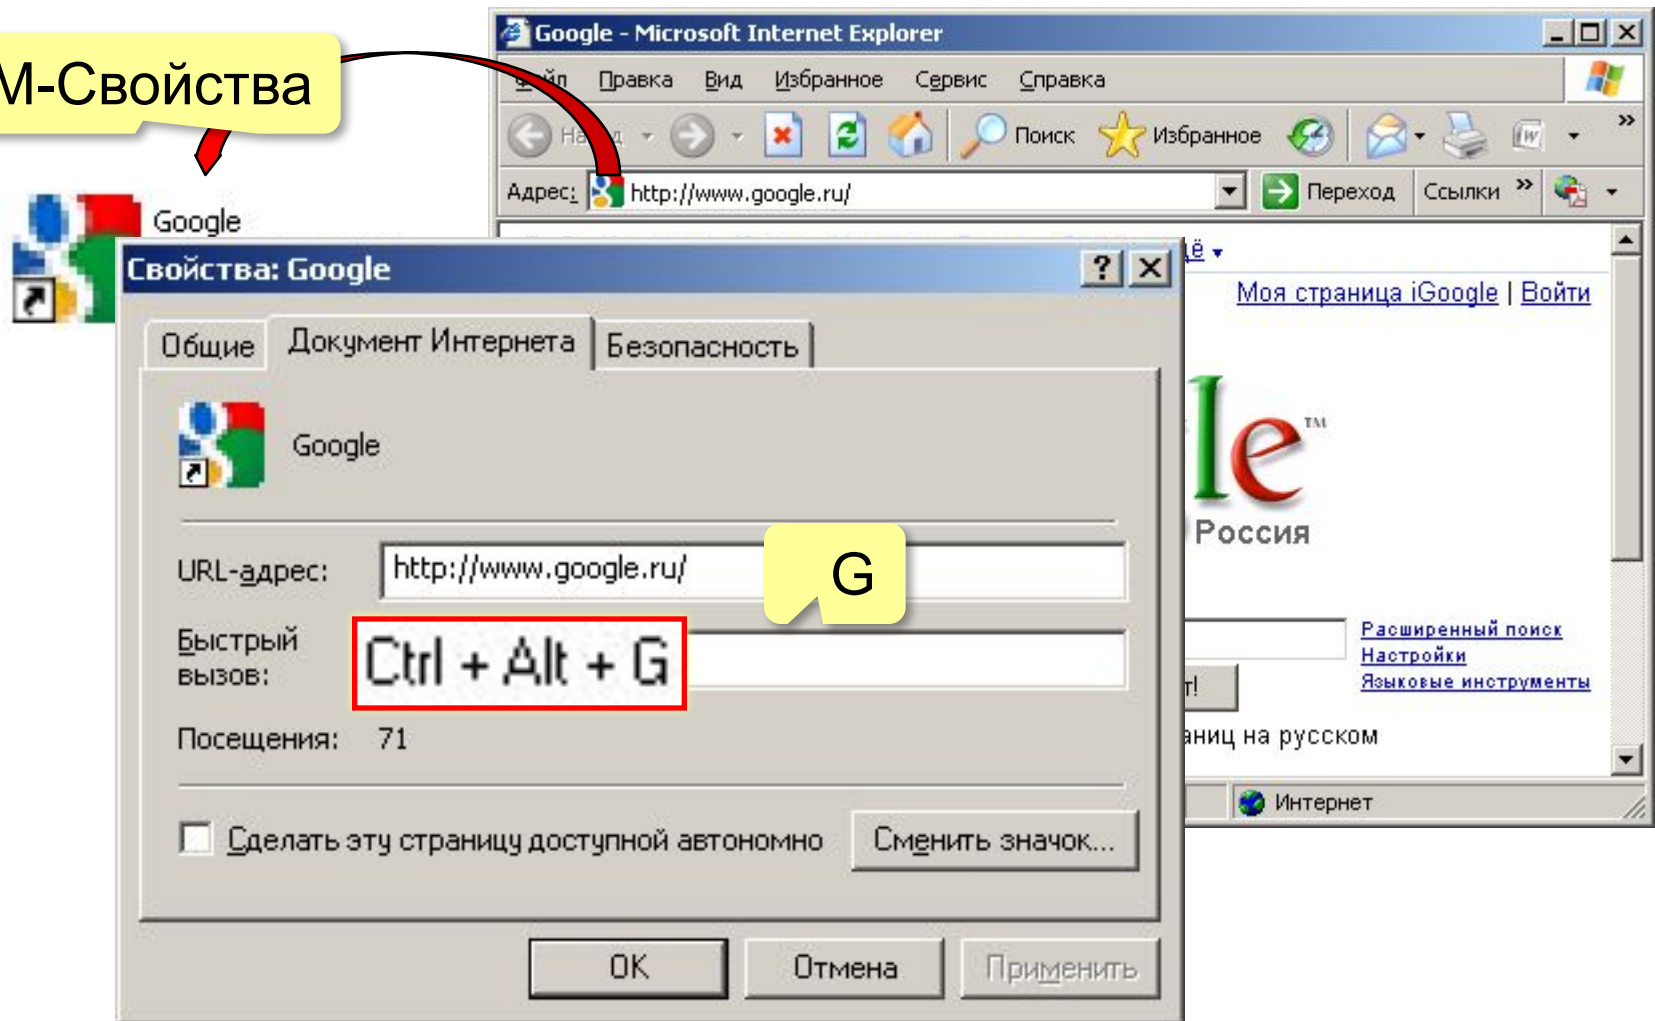 М-Свойства
Google - Microsoft Internet Explorer
Правка Вид Избранное Сервис Справка
Поиск Избранное
Адрес: http://www.google.ru/ Переход Ссылки »
Google
Моя страница iGoogle | Войти
le™
Россия
Расширенный поиск
Настройки
Языковые инструменты
на русском
Интернет
Свойства: Google
Общие Документ Интернета Безопасность
Google
URL-адрес: http://www.google.ru/
G
Быстрый
вызов: Ctrl + Alt + G
Посещения: 71
Сделать эту страницу доступной автономно Сменить значок...
OK Отмена Применить